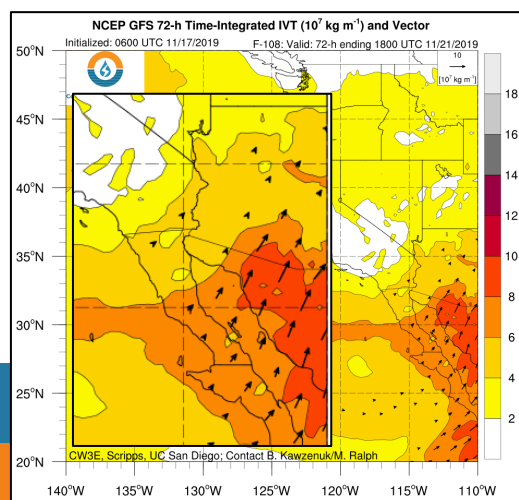 NCEP GFS 72-h Time-Integrated IVT (10⁷ kg m⁻¹) and Vector
Initialized: 0600 UTC 11/17/2019 F-108: Valid: 72-h ending 1800 UTC 11/21/2019
10
[10⁷ kg m⁻¹]
50°N
45°N
40°N
35°N
30°N
25°N
20°N
18
16
14
12
10
8
6
4
2
CW3E, Scripps, UC San Diego; Contact B. Kawzenuk/M. Ralph
140°W 135°W 130°W 125°W 120°W 115°W 110°W